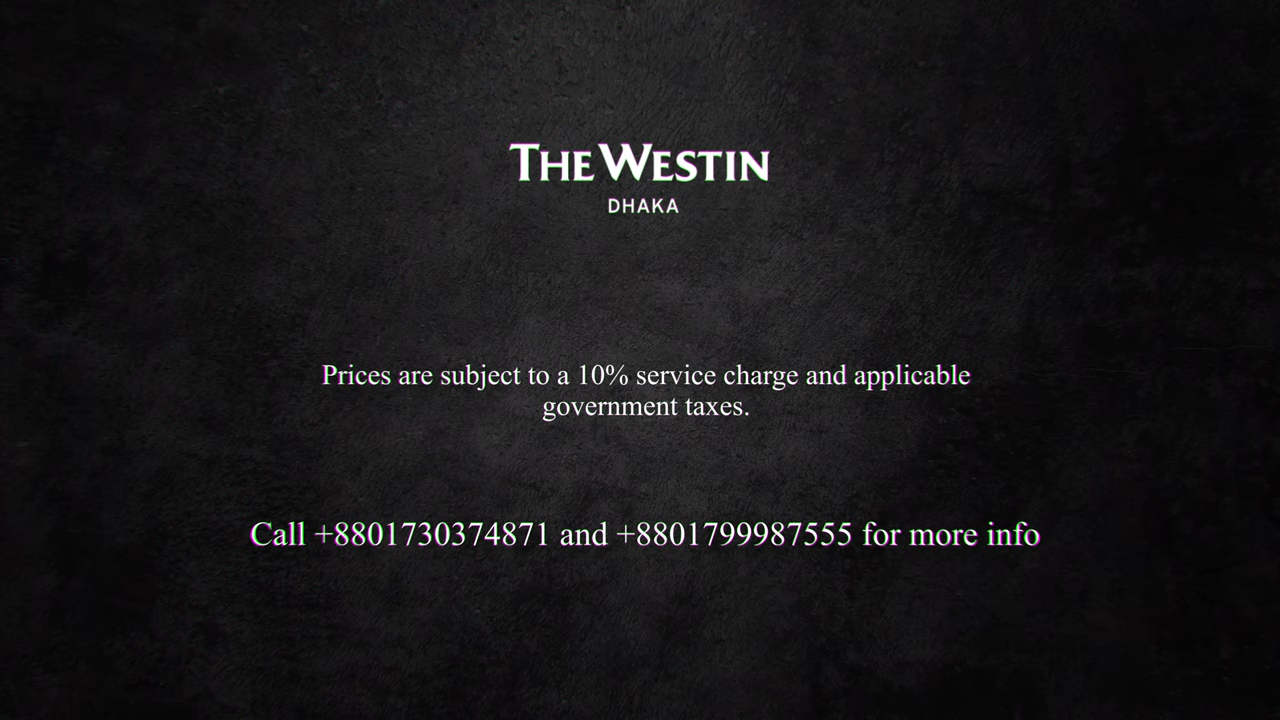 THE WESTIN
DHAKA
Prices are subject to a 10% service charge and applicable
government taxes.
Call +8801730374871 and +8801799987555 for more info